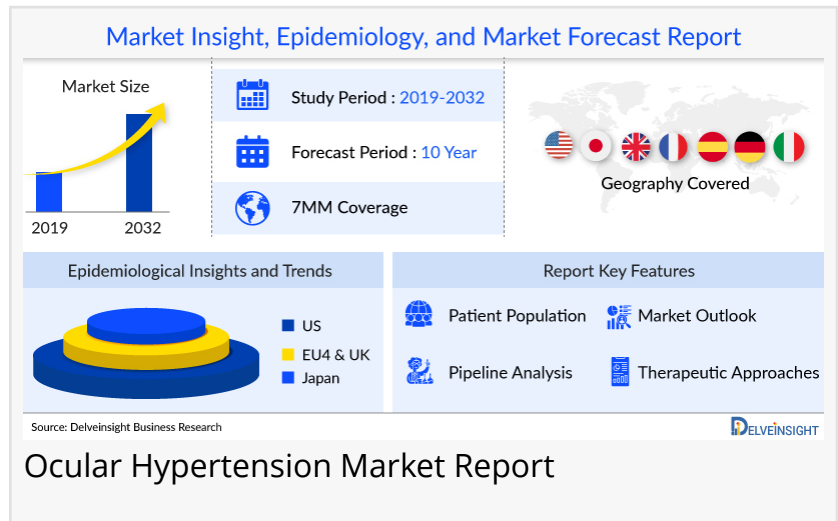 Market Insight, Epidemiology, and Market Forecast Report
Market Size
2019
2032
Study Period : 2019-2032
Forecast Period : 10 Year
7MM Coverage
Geography Covered
Epidemiological Insights and Trends
US
EU4 & UK
Japan
Report Key Features
Patient Population
Market Outlook
Pipeline Analysis
Therapeutic Approaches
Source: Delveinsight Business Research
DELVEINSIGHT
Ocular Hypertension Market Report